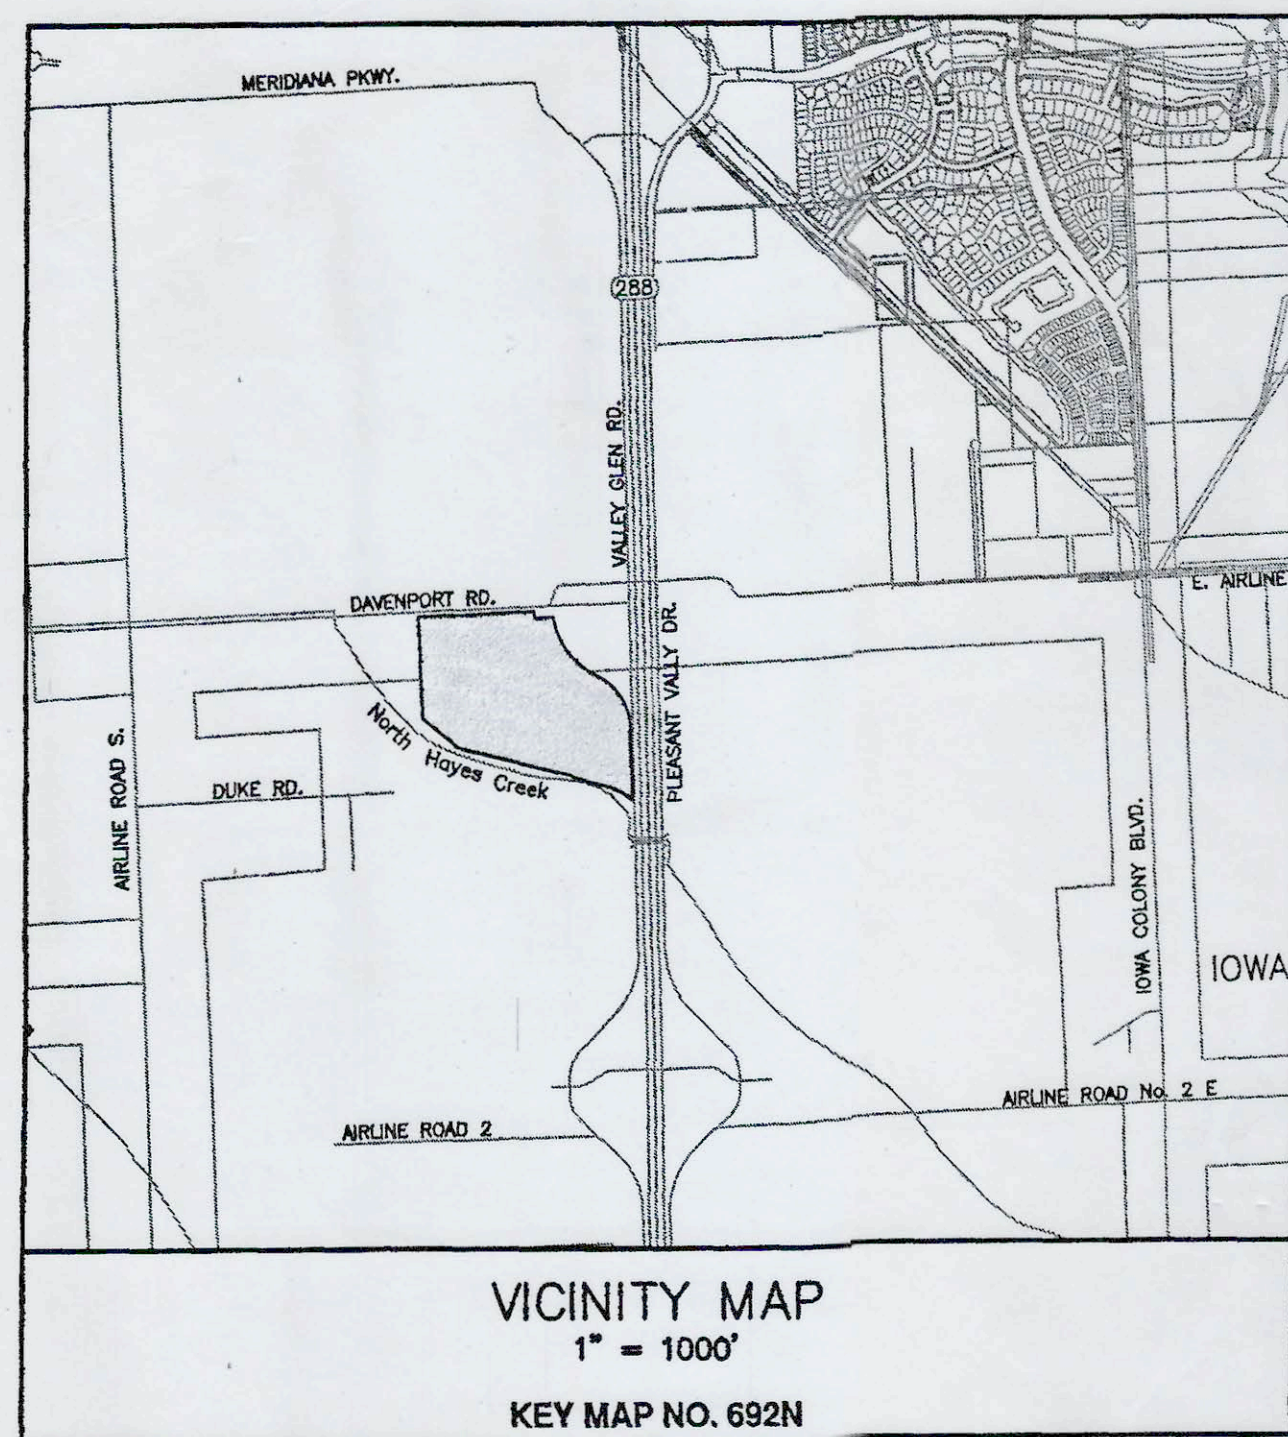 MERIDIANA PKWY.
288
VALLEY GLEN RD.
E. AIRLINE
DAVENPORT RD.
PLEASANT VALLY DR.
North Hayes Creek
AIRLINE ROAD S.
DUKE RD.
IOWA COLONY BLVD.
IOWA
AIRLINE ROAD No. 2 E
AIRLINE ROAD 2
VICINITY MAP
1" = 1000'
KEY MAP NO. 692N